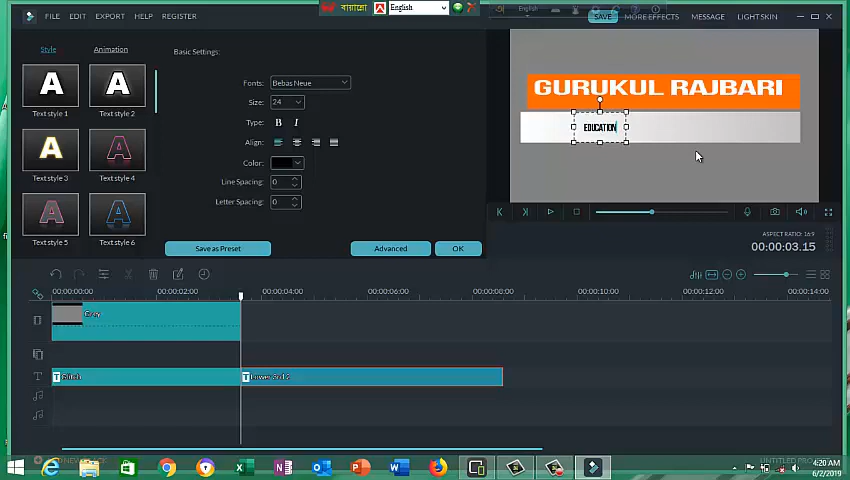 বায়ান্নো English
FILE EDIT EXPORT HELP REGISTER
SAVE MORE EFFECTS MESSAGE LIGHT SKIN
Style Animation
Text style 1 Text style 2
Text style 3 Text style 4
Text style 5 Text style 6
Basic Settings:
Fonts: Bebas Neue
Size: 24
Type: B I
Align:
Color:
Line Spacing: 0
Letter Spacing: 0
Save as Preset Advanced OK
GURUKUL RAJBARI
EDUCATION
ASPECT RATIO: 16:9
00:00:03.15
00:00:00:00 00:00:02:00 00:00:04:00 00:00:06:00 00:00:08:00 00:00:10:00 00:00:12:00 00:00:14:00
Grey
T Glitch T Lower 3rd 2
4:20 AM
6/2/2019